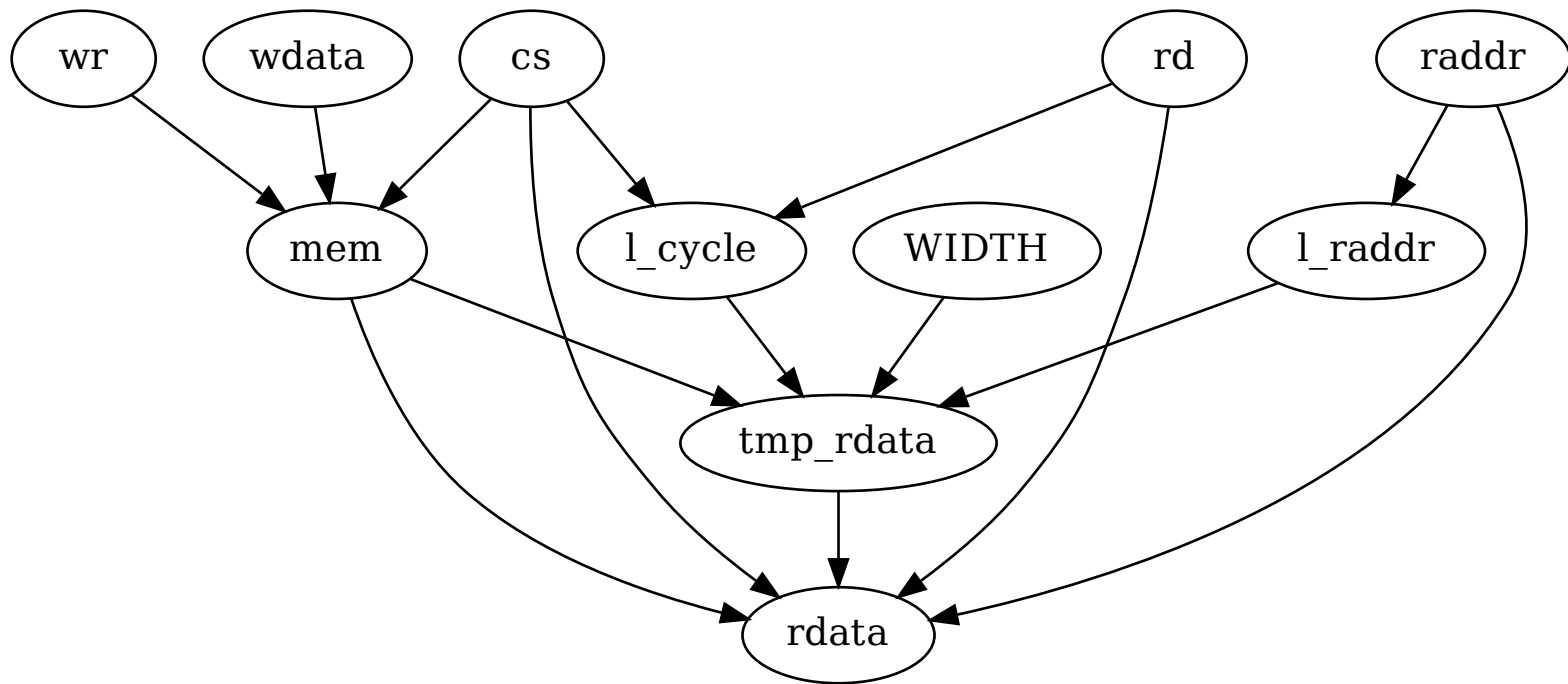 wr wdata cs rd raddr
mem l_cycle WIDTH l_raddr
tmp_rdata
rdata